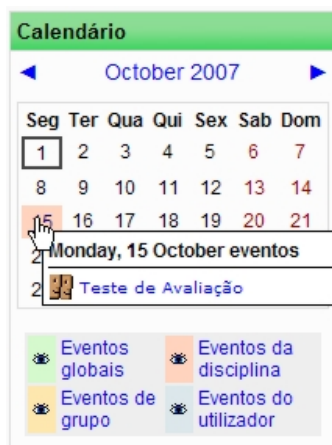 Calendário
◄ October 2007 ►
Seg Ter Qua Qui Sex Sab Dom
1 2 3 4 5 6 7
8 9 10 11 12 13 14
15 16 17 18 19 20 21
2
Monday, 15 October eventos
2
Teste de Avaliação
Eventos globais
Eventos da disciplina
Eventos de grupo
Eventos do utilizador